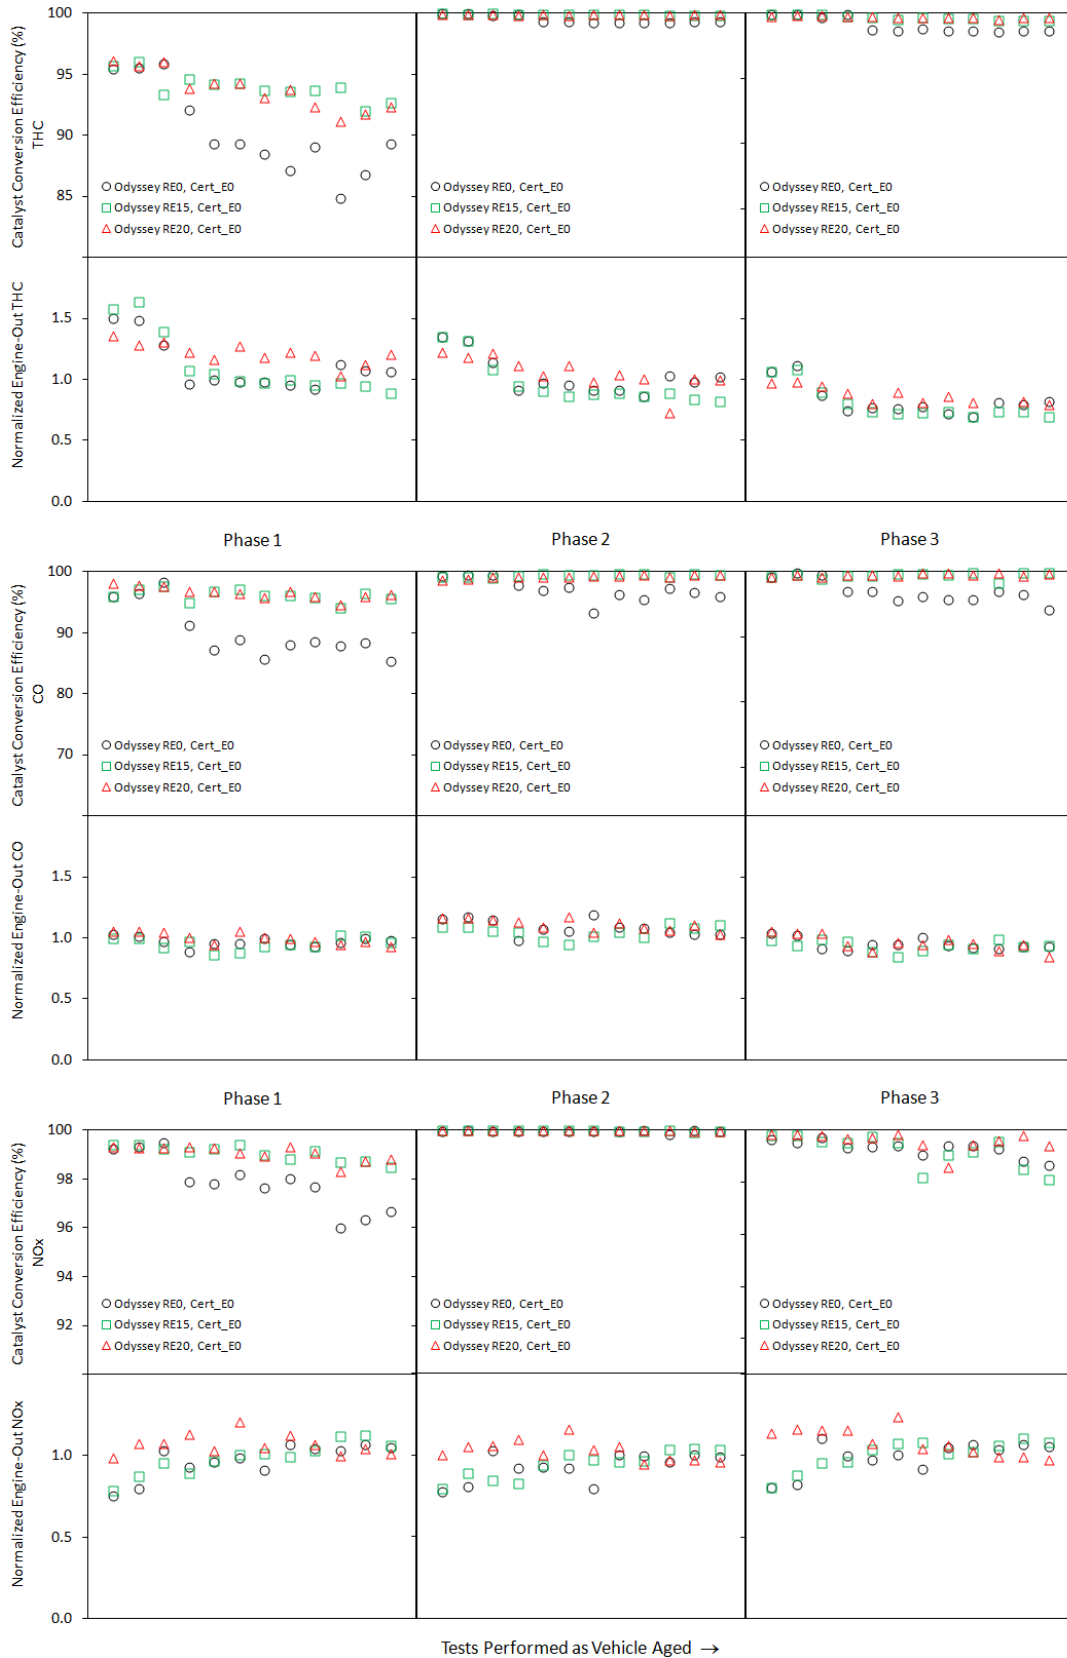 Catalyst Conversion Efficiency (%)
THC
100
95
90
85
Odyssey RE0, Cert_E0
Odyssey RE15, Cert_E0
Odyssey RE20, Cert_E0
Odyssey RE0, Cert_E0
Odyssey RE15, Cert_E0
Odyssey RE20, Cert_E0
Odyssey RE0, Cert_E0
Odyssey RE15, Cert_E0
Odyssey RE20, Cert_E0
Normalized Engine-Out THC
1.5
1.0
0.5
0.0
Phase 1
Phase 2
Phase 3
Catalyst Conversion Efficiency (%)
CO
100
90
80
70
Odyssey RE0, Cert_E0
Odyssey RE15, Cert_E0
Odyssey RE20, Cert_E0
Odyssey RE0, Cert_E0
Odyssey RE15, Cert_E0
Odyssey RE20, Cert_E0
Odyssey RE0, Cert_E0
Odyssey RE15, Cert_E0
Odyssey RE20, Cert_E0
Normalized Engine-Out CO
1.5
1.0
0.5
0.0
Phase 1
Phase 2
Phase 3
Catalyst Conversion Efficiency (%)
NOx
100
98
96
94
92
Odyssey RE0, Cert_E0
Odyssey RE15, Cert_E0
Odyssey RE20, Cert_E0
Odyssey RE0, Cert_E0
Odyssey RE15, Cert_E0
Odyssey RE20, Cert_E0
Odyssey RE0, Cert_E0
Odyssey RE15, Cert_E0
Odyssey RE20, Cert_E0
Normalized Engine-Out NOx
1.0
0.5
0.0
Tests Performed as Vehicle Aged →